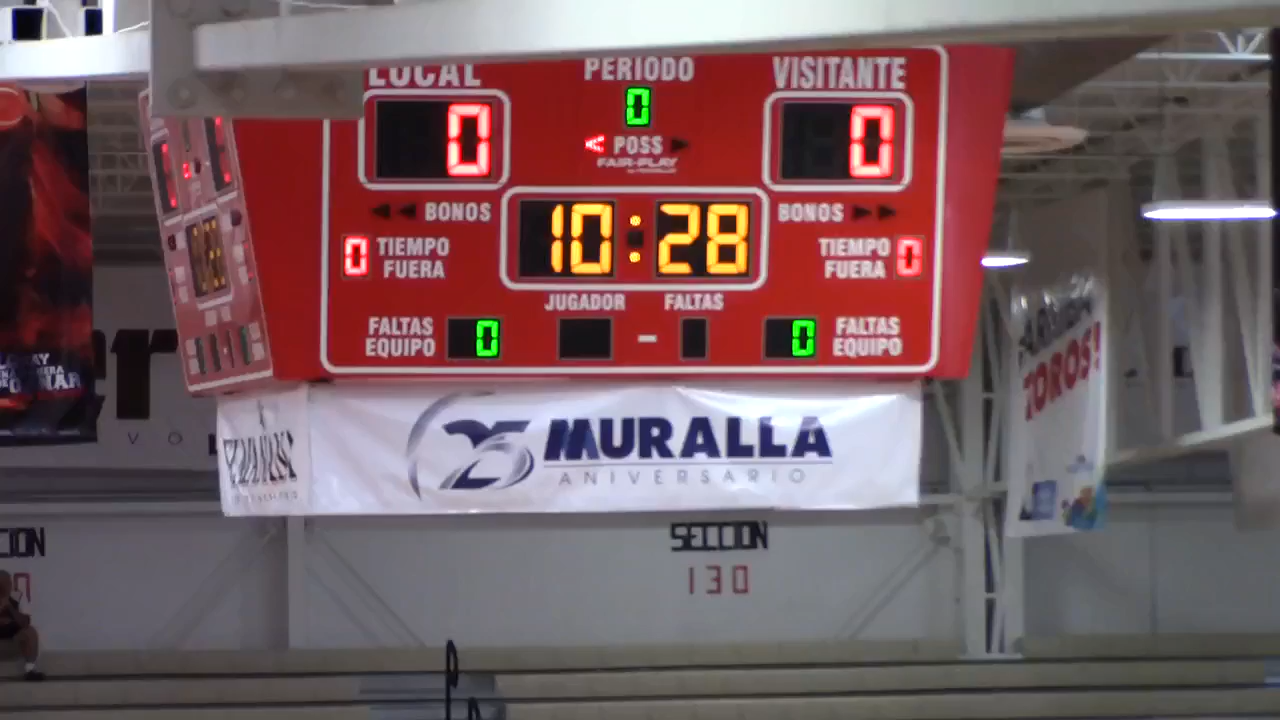 LOCAL PERIODO VISITANTE
0 0 0
POSS
FAIR-PLAY
BONOS 10:28 BONOS
0 TIEMPO FUERA TIEMPO FUERA 0
JUGADOR FALTAS
FALTAS EQUIPO 0 - 0 FALTAS EQUIPO
25 MURALLA
ANIVERSARIO
TOROS!
SECCION
130